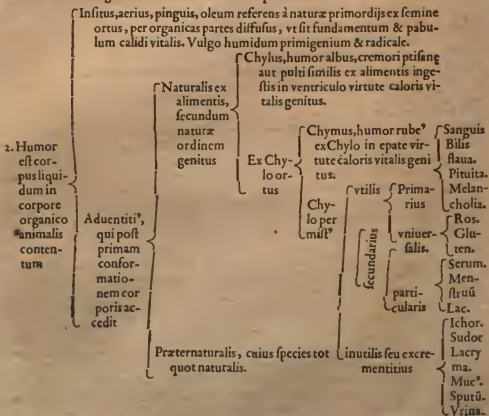 Insitus, aerius, pinguis, oleum referens à naturæ primordijs ex semine
ortus, per organicas partes diffusus, vt sit fundamentum & pabu-
lum calidi vitalis. Vulgo humidum primigenium & radicale.
2. Humor
est cor-
pus liqui-
dum in
corpore
organico
animalis
conten-
tum
Aduentiti⁹,
qui post
primam
confor-
matio-
nem cor
poris ac-
cedit
Naturalis ex
alimentis,
secundum
naturæ
ordinem
genitus
Chylus, humor albus, cremori ptisanę
aut pulti similis ex alimentis inge-
stis in ventriculo virtute caloris vi-
talis genitus.
Ex Chy-
lo or-
tus
Chymus, humor rube⁹
ex Chylo in epate vir-
tute caloris vitalis geni
tus.
Sanguis
Bilis
flaua.
Pituita.
Melan-
cholia.
Chy-
lo per
mist⁹
vtilis
Prima-
rius
secundarius
vniuer-
salis.
Ros.
Glu-
ten.
parti-
cularis
Serum.
Men-
struũ
Lac.
inutilis seu excre-
mentitius
Ichor.
Sudor
Lacry
ma.
Muc⁹.
Sputũ.
Vrina.
Præternaturalis, cuius species tot
quot naturalis.